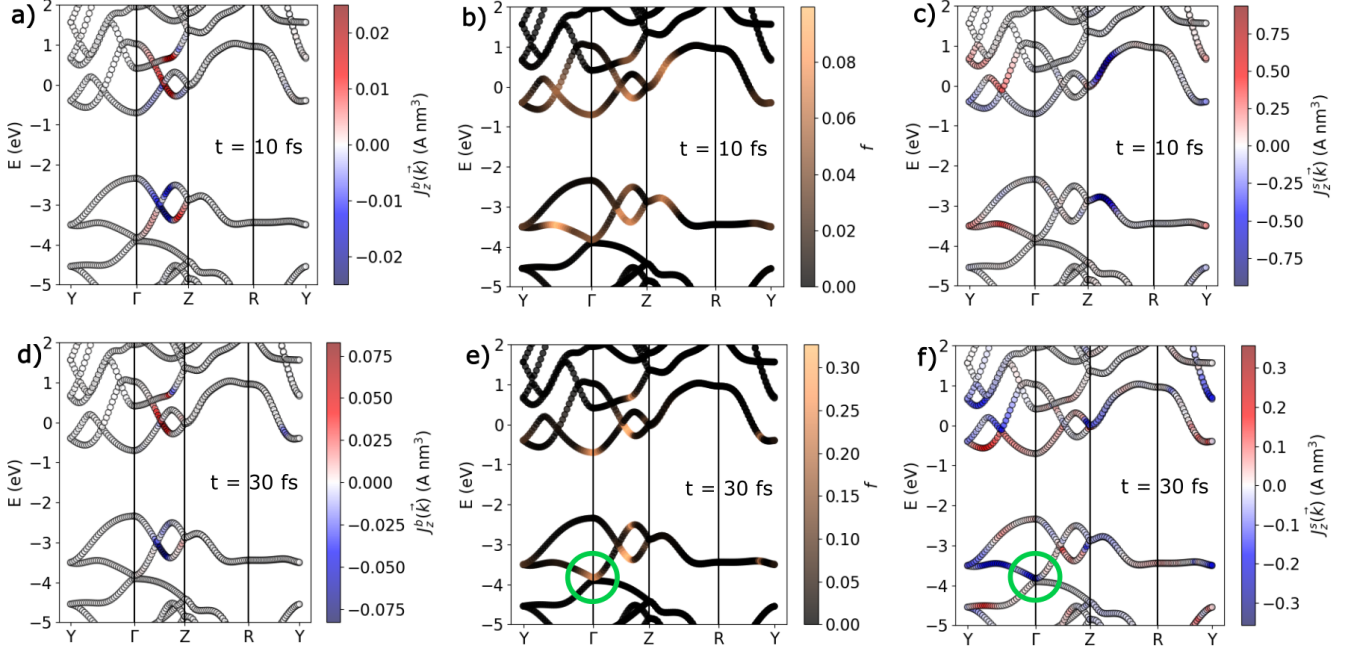 a)
2
1
0
−1
−2
−3
−4
−5
E (eV)
t = 10 fs
Y Γ Z R Y
0.02
0.01
0.00
−0.01
−0.02
J_z^b(k⃗) (A nm³)
b)
2
1
0
−1
−2
−3
−4
−5
E (eV)
t = 10 fs
Y Γ Z R Y
0.08
0.06
0.04
0.02
0.00
f
c)
2
1
0
−1
−2
−3
−4
−5
E (eV)
t = 10 fs
Y Γ Z R Y
0.75
0.50
0.25
0.00
−0.25
−0.50
−0.75
J_z^s(k⃗) (A nm³)
d)
2
1
0
−1
−2
−3
−4
−5
E (eV)
t = 30 fs
Y Γ Z R Y
0.075
0.050
0.025
0.000
−0.025
−0.050
−0.075
J_z^b(k⃗) (A nm³)
e)
2
1
0
−1
−2
−3
−4
−5
E (eV)
t = 30 fs
Y Γ Z R Y
0.30
0.25
0.20
0.15
0.10
0.05
0.00
f
f)
2
1
0
−1
−2
−3
−4
−5
E (eV)
t = 30 fs
Y Γ Z R Y
0.3
0.2
0.1
0.0
−0.1
−0.2
−0.3
J_z^s(k⃗) (A nm³)